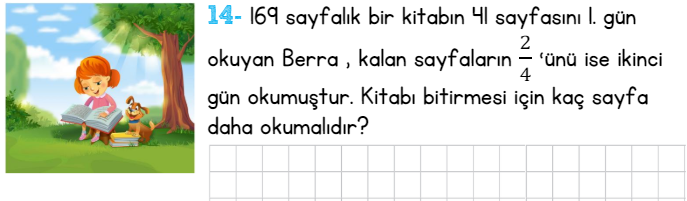 14- 169 sayfalık bir kitabın 41 sayfasını 1. gün
okuyan Berra , kalan sayfaların 2/4 ‘ünü ise ikinci
gün okumuştur. Kitabı bitirmesi için kaç sayfa
daha okumalıdır?